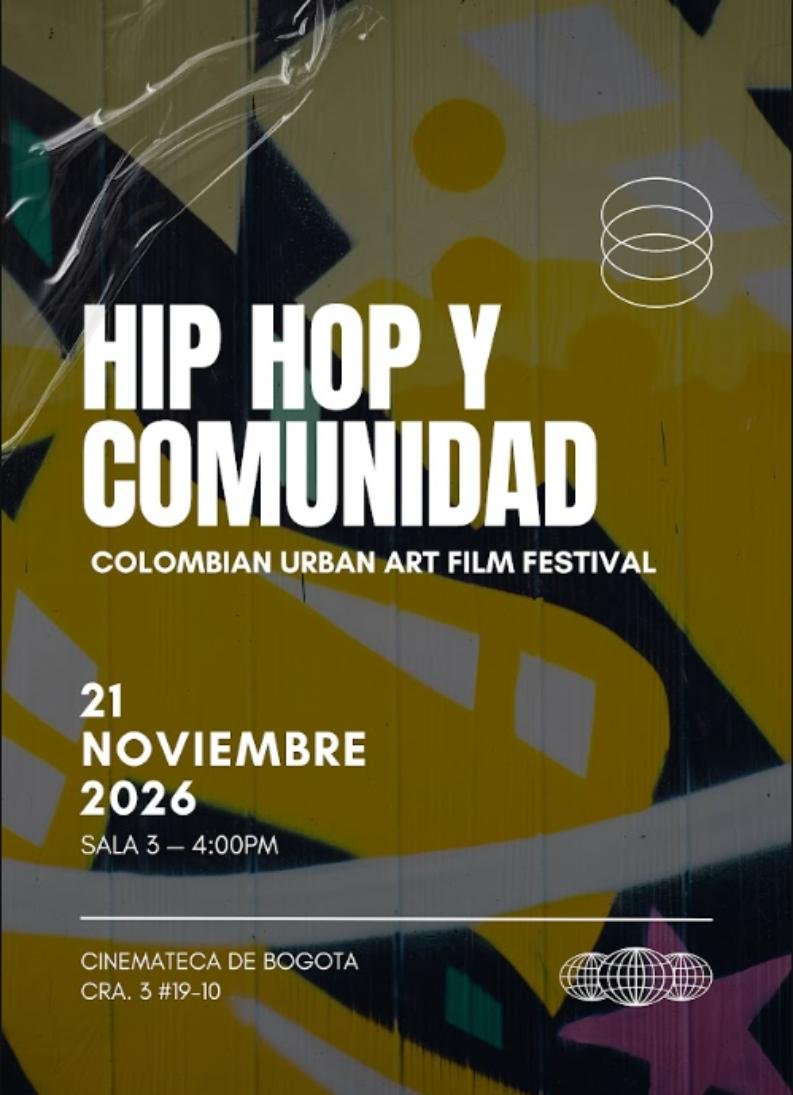 HIP HOP Y
COMUNIDAD
COLOMBIAN URBAN ART FILM FESTIVAL
21
NOVIEMBRE
2026
SALA 3 – 4:00PM
CINEMATECA DE BOGOTA
CRA. 3 #19-10